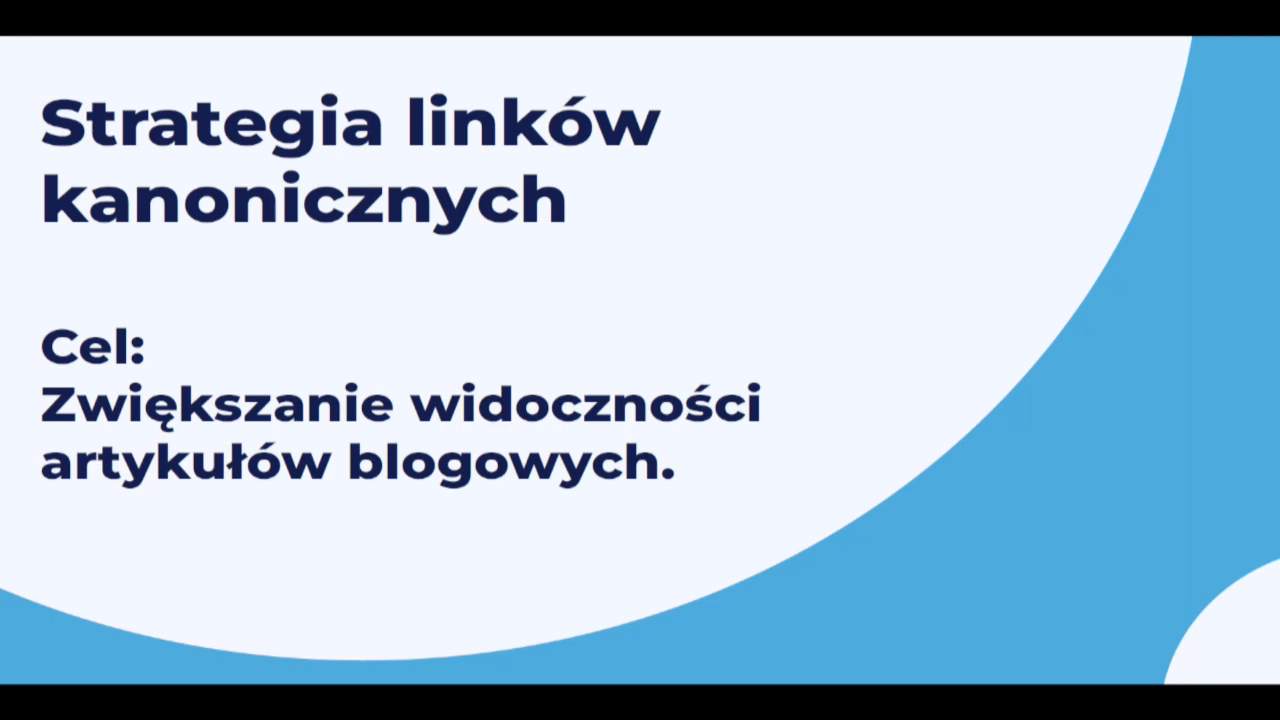 Strategia linków
kanonicznych
Cel:
Zwiększanie widoczności
artykułów blogowych.